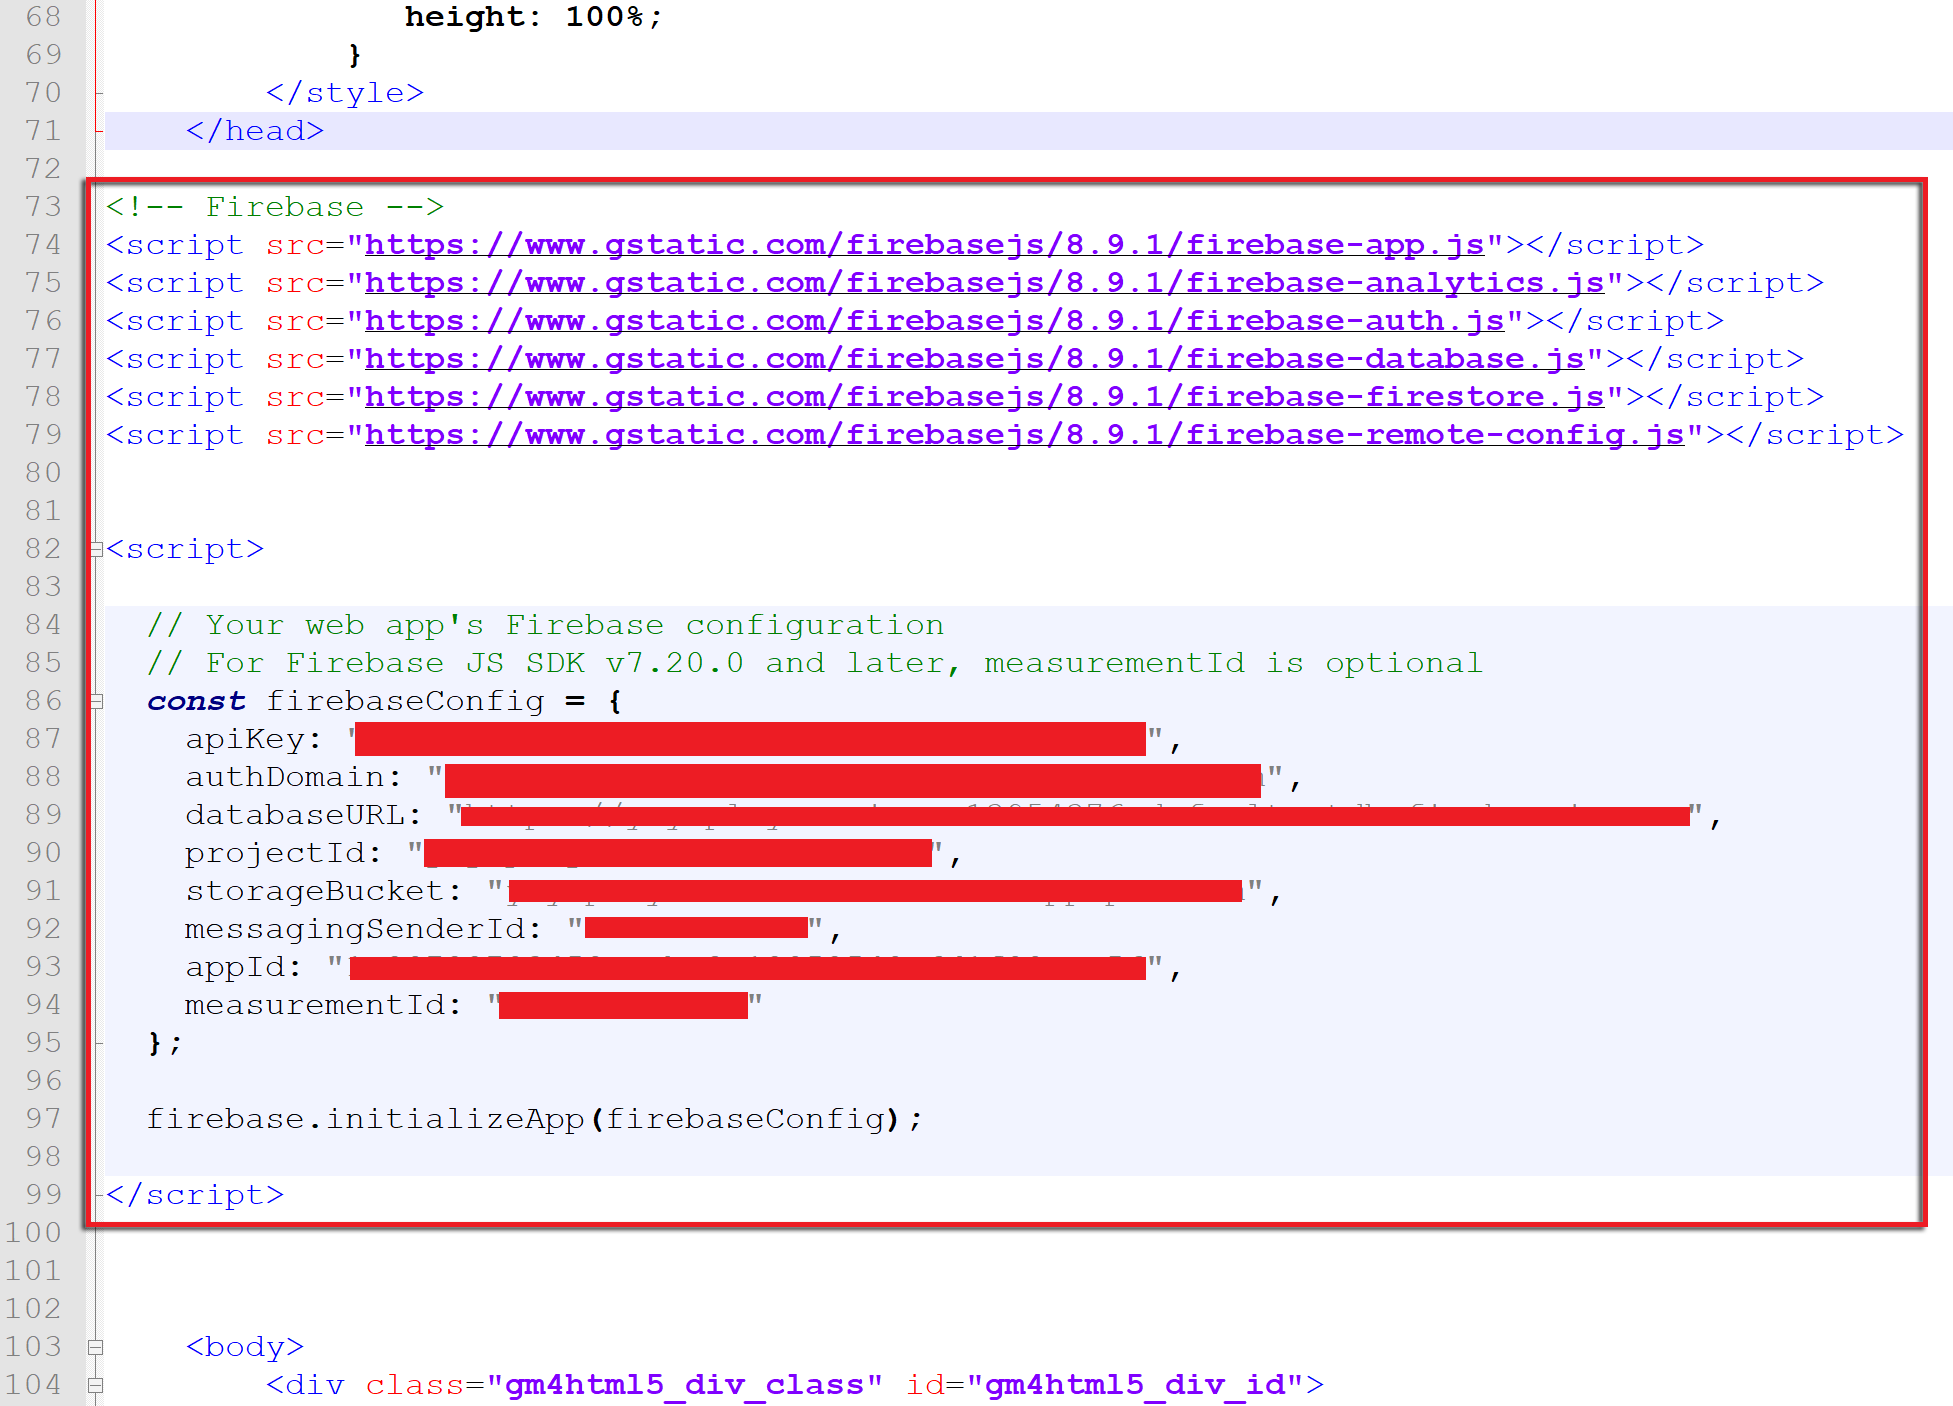 68 height: 100%;
69 }
70 </style>
71 </head>
72
73 <!-- Firebase -->
74 <script src="https://www.gstatic.com/firebasejs/8.9.1/firebase-app.js"></script>
75 <script src="https://www.gstatic.com/firebasejs/8.9.1/firebase-analytics.js"></script>
76 <script src="https://www.gstatic.com/firebasejs/8.9.1/firebase-auth.js"></script>
77 <script src="https://www.gstatic.com/firebasejs/8.9.1/firebase-database.js"></script>
78 <script src="https://www.gstatic.com/firebasejs/8.9.1/firebase-firestore.js"></script>
79 <script src="https://www.gstatic.com/firebasejs/8.9.1/firebase-remote-config.js"></script>
80
81
82 <script>
83
84 // Your web app's Firebase configuration
85 // For Firebase JS SDK v7.20.0 and later, measurementId is optional
86 const firebaseConfig = {
87 apiKey: "",
88 authDomain: "",
89 databaseURL: "",
90 projectId: "",
91 storageBucket: "",
92 messagingSenderId: "",
93 appId: "",
94 measurementId: ""
95 };
96
97 firebase.initializeApp(firebaseConfig);
98
99 </script>
100
101
102
103 <body>
104 <div class="gm4html5_div_class" id="gm4html5_div_id">